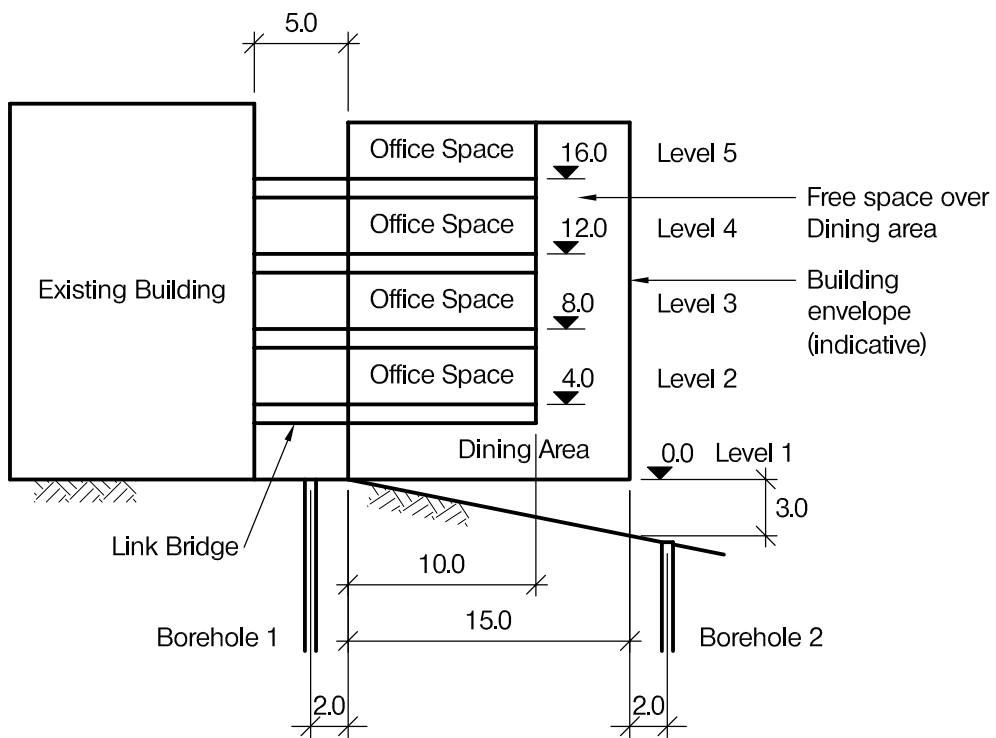 5.0
Office Space
16.0
Level 5
Free space over
Dining area
Office Space
12.0
Level 4
Existing Building
Building
envelope
(indicative)
Office Space
8.0
Level 3
Office Space
4.0
Level 2
Dining Area
0.0
Level 1
3.0
Link Bridge
10.0
15.0
Borehole 1
Borehole 2
2.0
2.0